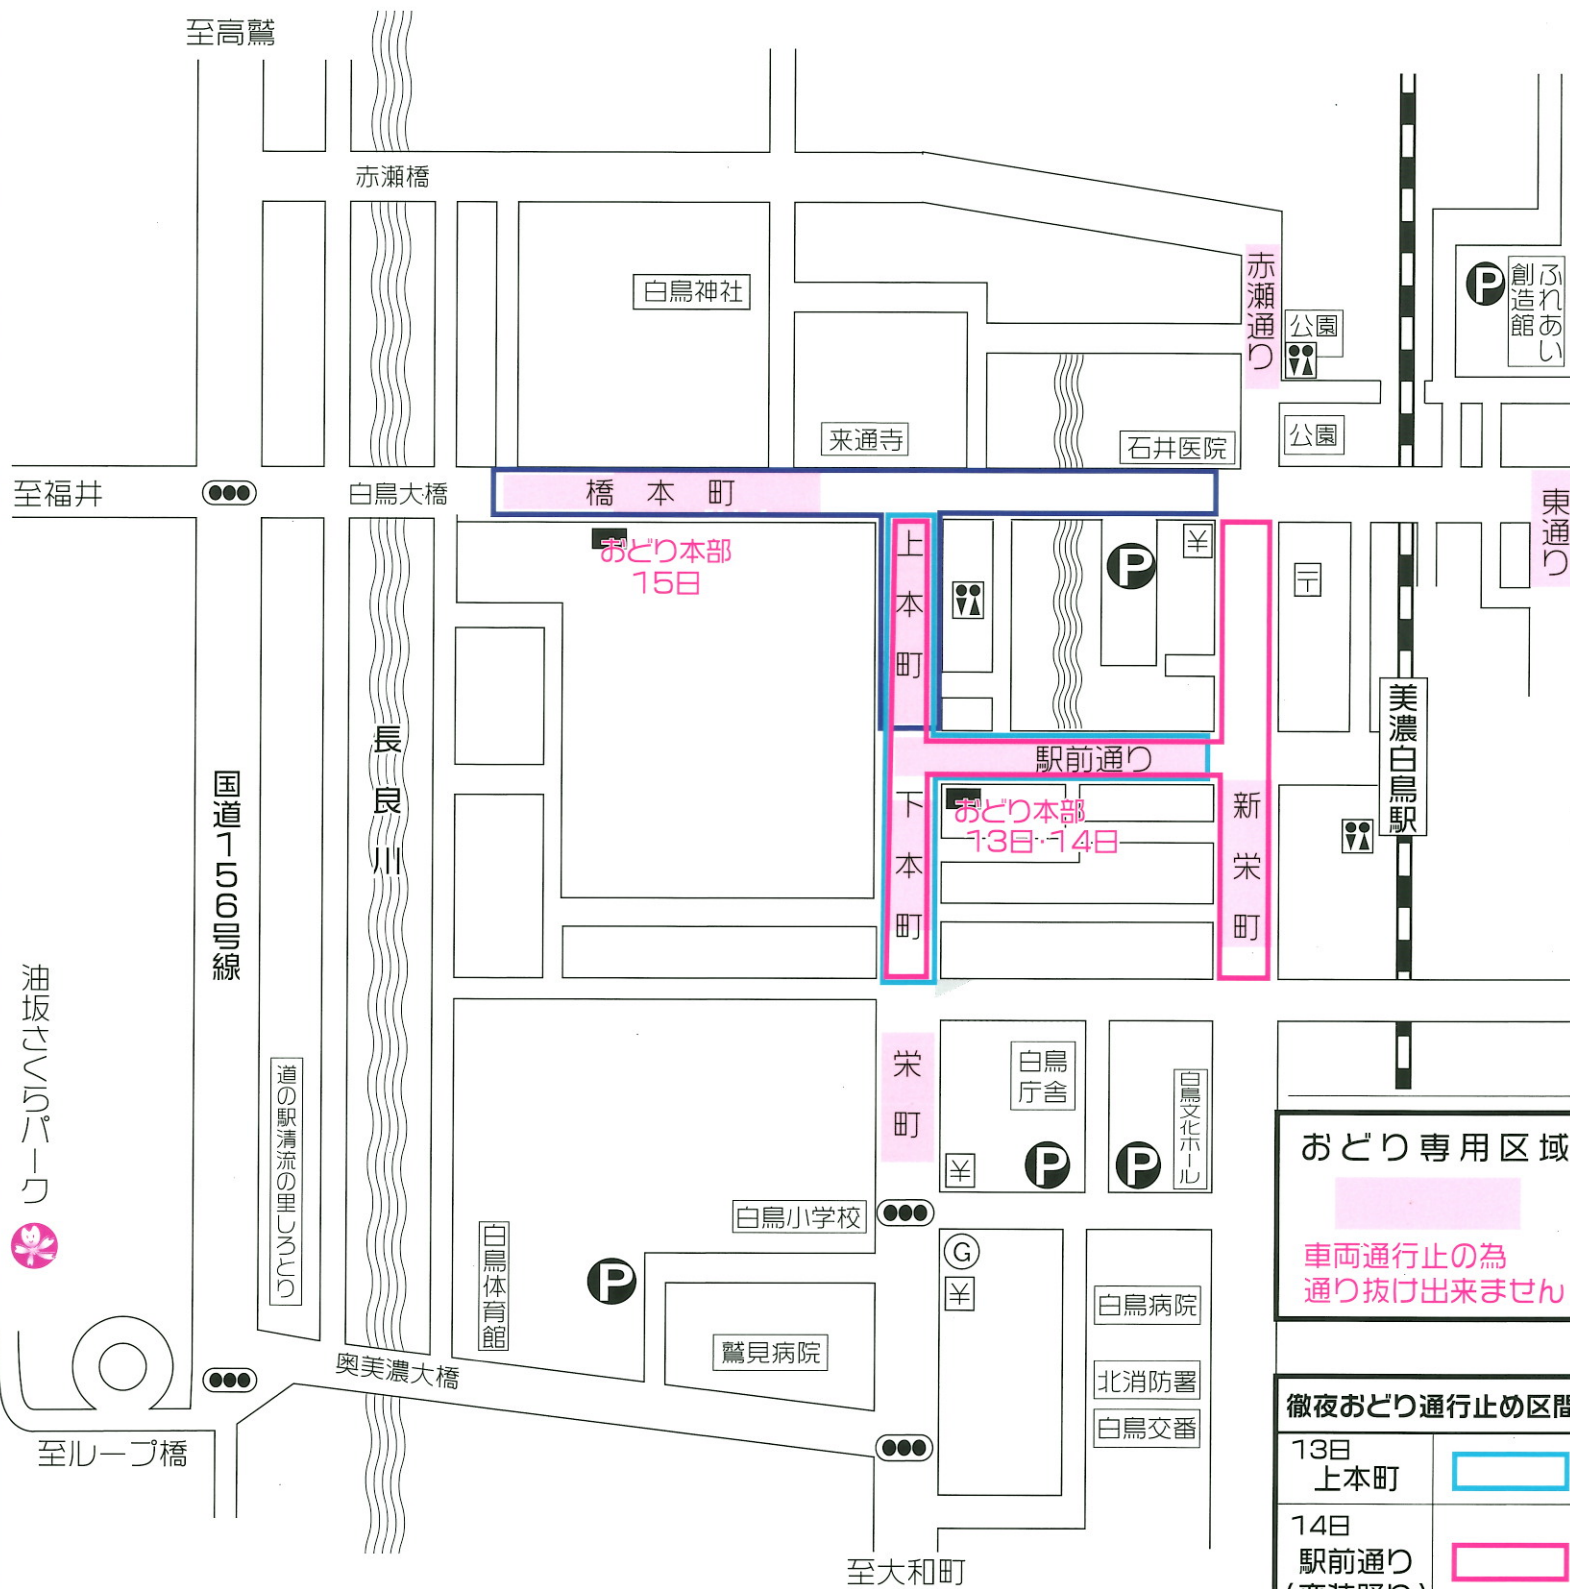 至高鷲
赤瀬橋
白鳥神社
赤瀬通り
公園
ふれあい
創造館
P
来通寺
石井医院
公園
至福井
白鳥大橋
橋本町
東通り
おどり本部
15日
上本町
P
〒
美濃白鳥駅
駅前通り
長良川
国道156号線
下本町
おどり本部
13日・14日
新栄町
油坂さくらパーク
道の駅清流の里しろとり
栄町
白鳥
庁舎
P
P
白鳥文化ホール
おどり専用区域
車両通行止の為
通り抜け出来ません
白鳥小学校
白鳥体育館
P
G
鷲見病院
白鳥病院
北消防署
白鳥交番
奥美濃大橋
至ループ橋
至大和町
徹夜おどり通行止め区間
13日
上本町
14日
駅前通り